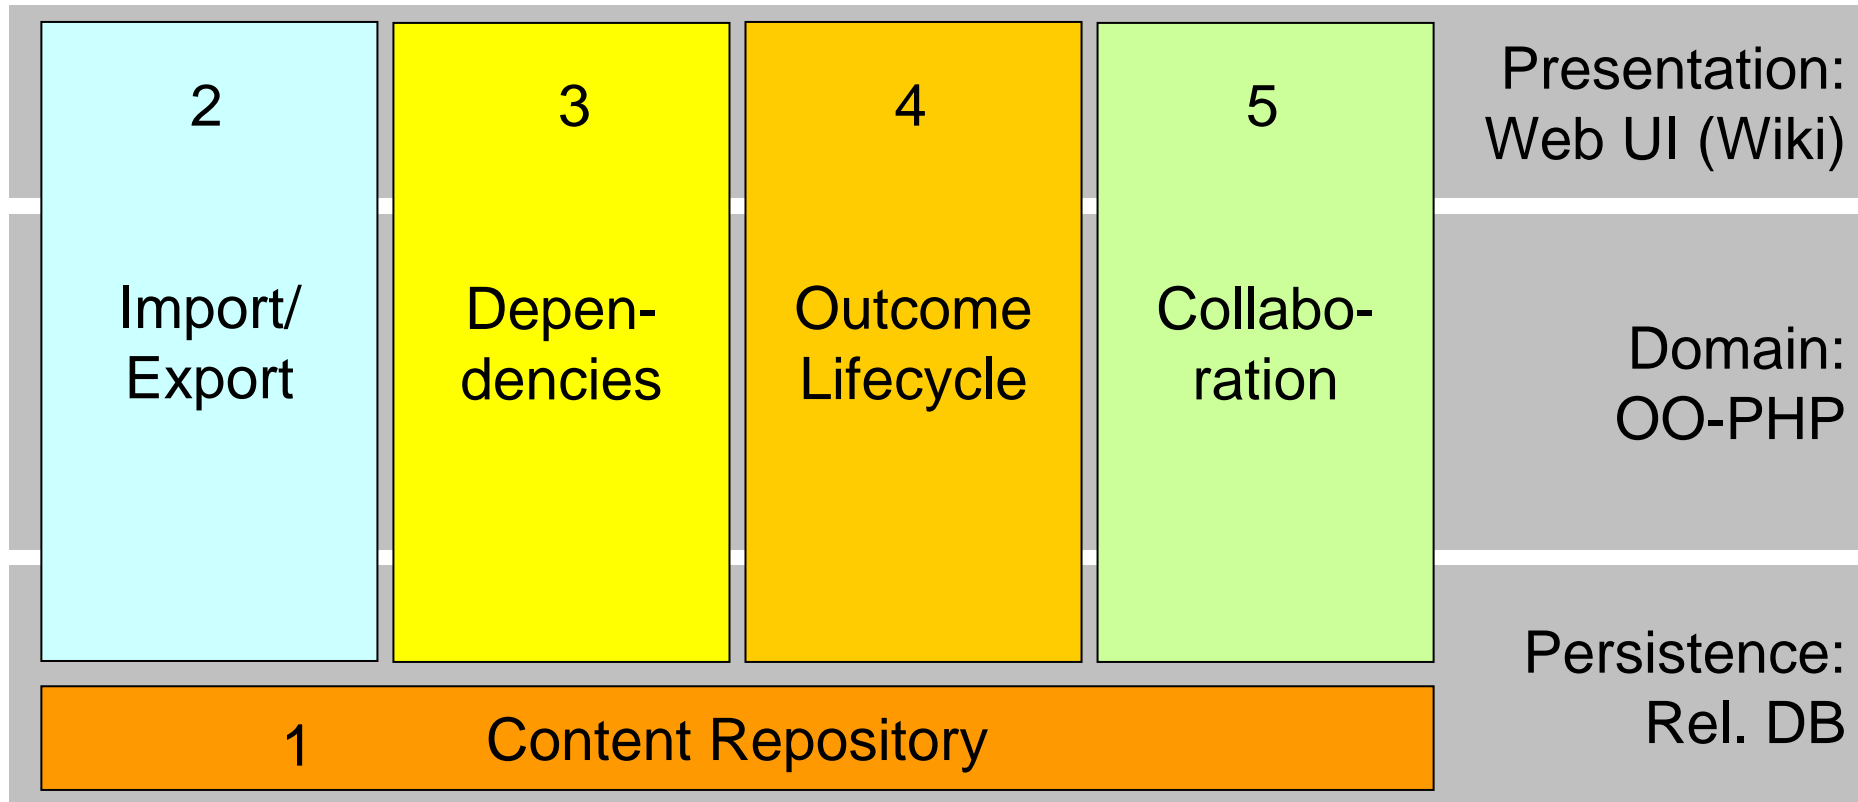 2
Import/
Export
3
Depen-
dencies
4
Outcome
Lifecycle
5
Collabo-
ration
Presentation:
Web UI (Wiki)
Domain:
OO-PHP
Persistence:
Rel. DB
1 Content Repository